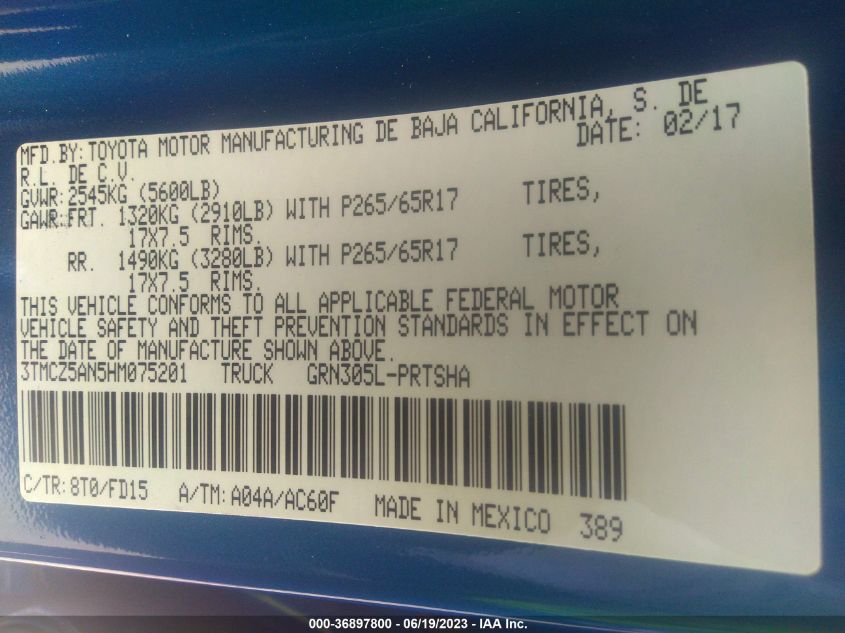 MFD.BY:TOYOTA MOTOR MANUFACTURING DE BAJA CALIFORNIA, S. DE
R.L. DE C.V. DATE: 02/17
GVWR:2545KG (5600LB)
GAWR:FRT. 1320KG (2910LB) WITH P265/65R17 TIRES,
17X7.5 RIMS.
RR. 1490KG (3280LB) WITH P265/65R17 TIRES,
17X7.5 RIMS.
THIS VEHICLE CONFORMS TO ALL APPLICABLE FEDERAL MOTOR
VEHICLE SAFETY AND THEFT PREVENTION STANDARDS IN EFFECT ON
THE DATE OF MANUFACTURE SHOWN ABOVE.
3TMCZ5AN5HM075201 TRUCK GRN305L-PRTSHA
C/TR:8T0/FD15 A/TM:A04A/AC60F MADE IN MEXICO 389
000-36897800 - 06/19/2023 - IAA Inc.